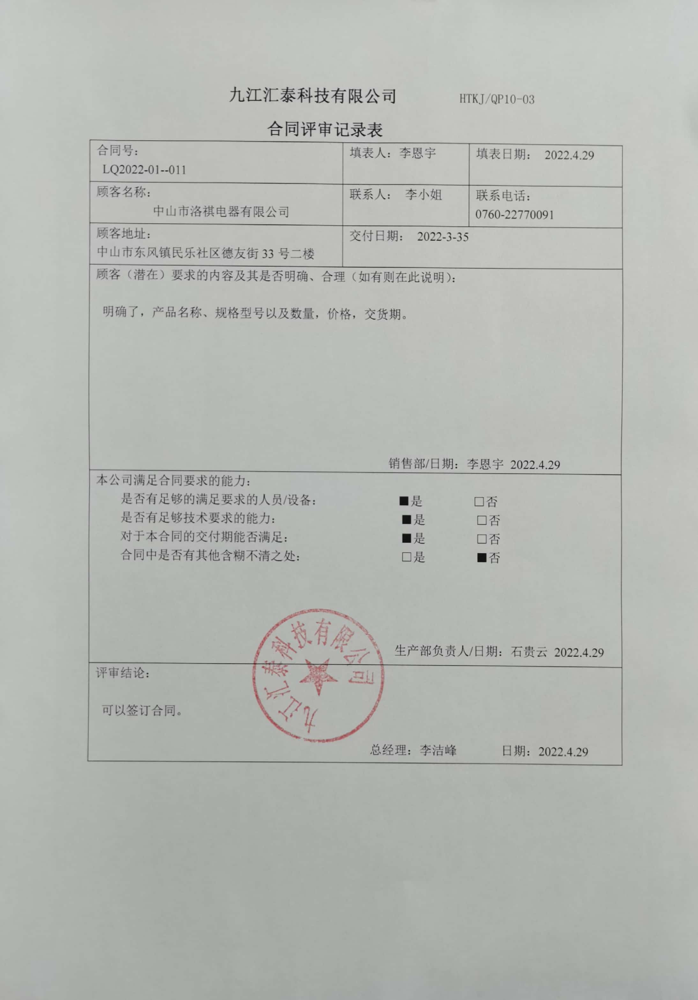 九江汇泰科技有限公司 HTKJ/QP10-03
合同评审记录表
合同号： 填表人：李恩宇 填表日期： 2022.4.29
LQ2022-01--011
顾客名称： 联系人： 李小姐 联系电话：
中山市洛祺电器有限公司 0760-22770091
顾客地址： 交付日期： 2022-3-35
中山市东风镇民乐社区德友街 33 号二楼
顾客（潜在）要求的内容及其是否明确、合理（如有则在此说明）：
明确了，产品名称、规格型号以及数量，价格，交货期。
销售部/日期：李恩宇 2022.4.29
本公司满足合同要求的能力：
是否有足够的满足要求的人员/设备： ■是 □否
是否有足够技术要求的能力： ■是 □否
对于本合同的交付期能否满足： ■是 □否
合同中是否有其他含糊不清之处： □是 ■否
九江汇泰科技有限公司
生产部负责人/日期：石贵云 2022.4.29
评审结论：
可以签订合同。
总经理：李洁峰 日期：2022.4.29